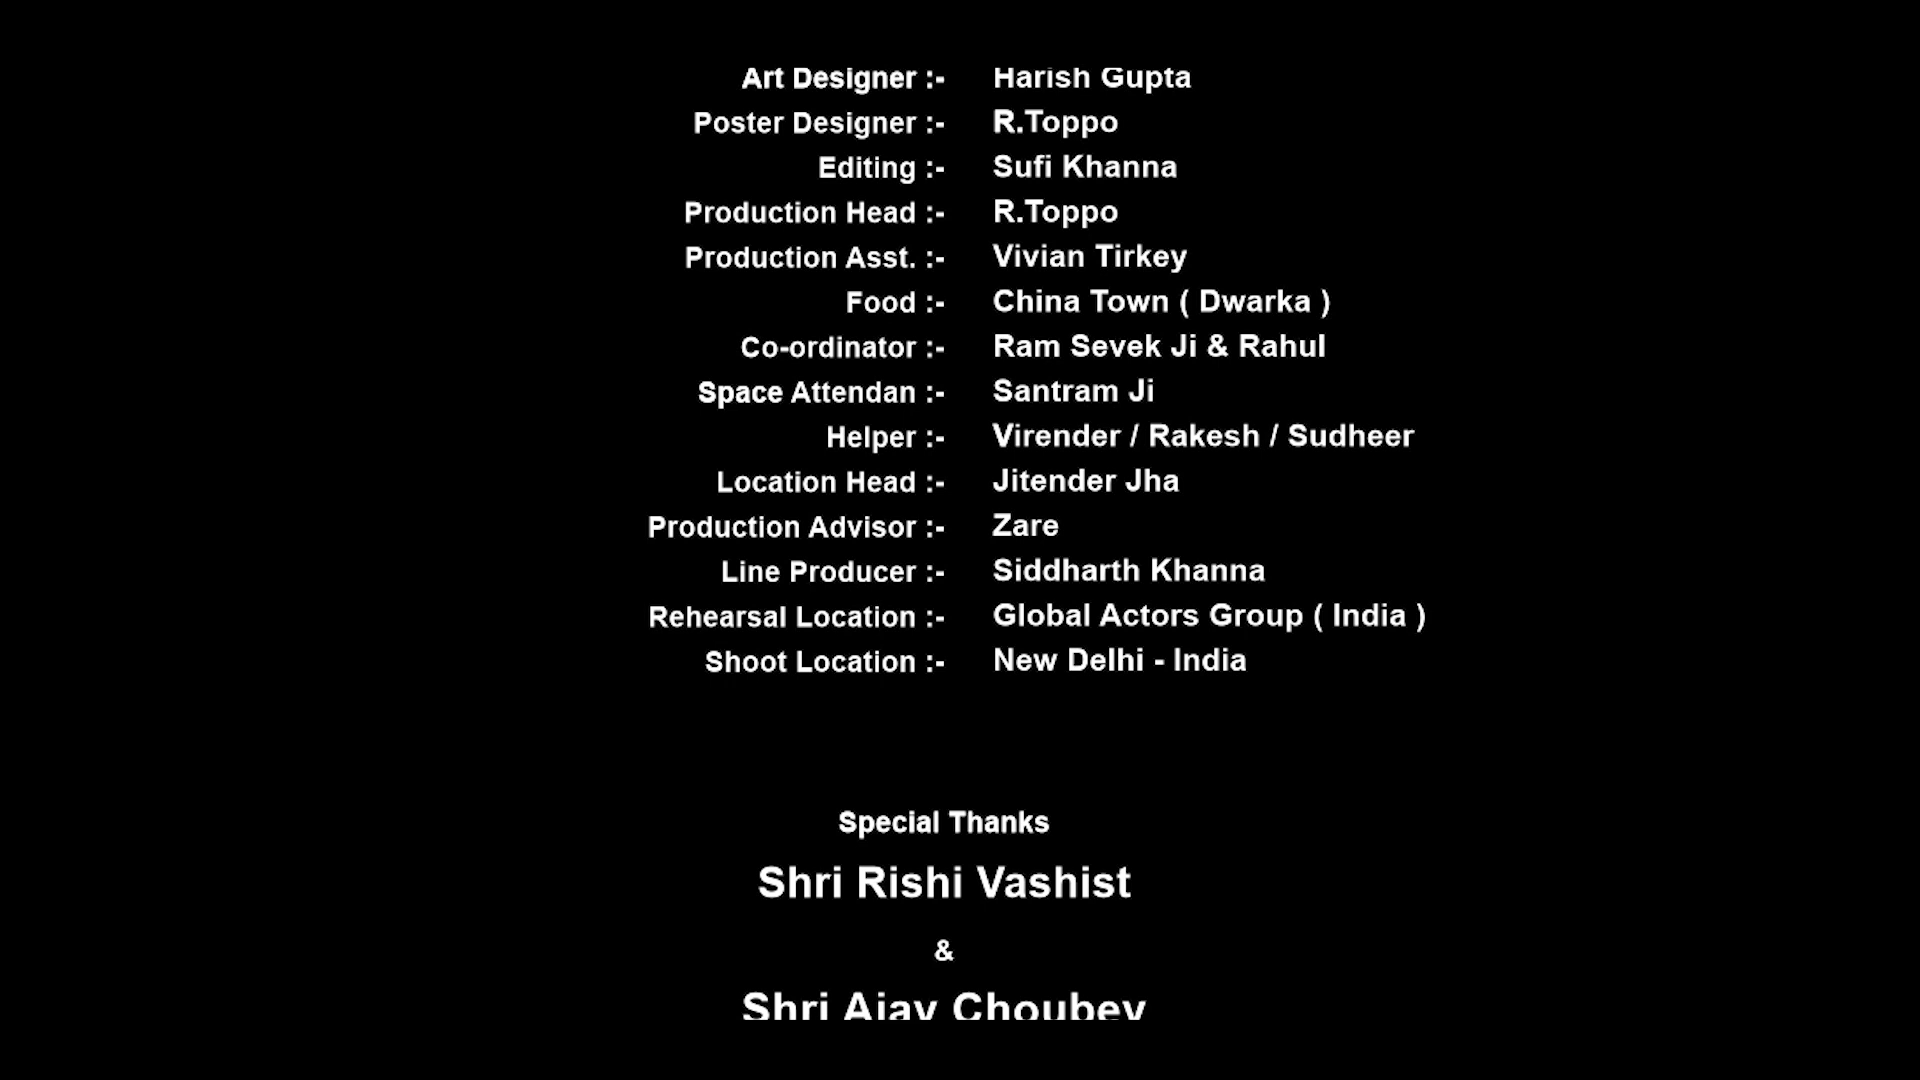 Art Designer :- Harish Gupta
Poster Designer :- R.Toppo
Editing :- Sufi Khanna
Production Head :- R.Toppo
Production Asst. :- Vivian Tirkey
Food :- China Town ( Dwarka )
Co-ordinator :- Ram Sevek Ji & Rahul
Space Attendan :- Santram Ji
Helper :- Virender / Rakesh / Sudheer
Location Head :- Jitender Jha
Production Advisor :- Zare
Line Producer :- Siddharth Khanna
Rehearsal Location :- Global Actors Group ( India )
Shoot Location :- New Delhi - India
Special Thanks
Shri Rishi Vashist
&
Shri Ajay Choubey